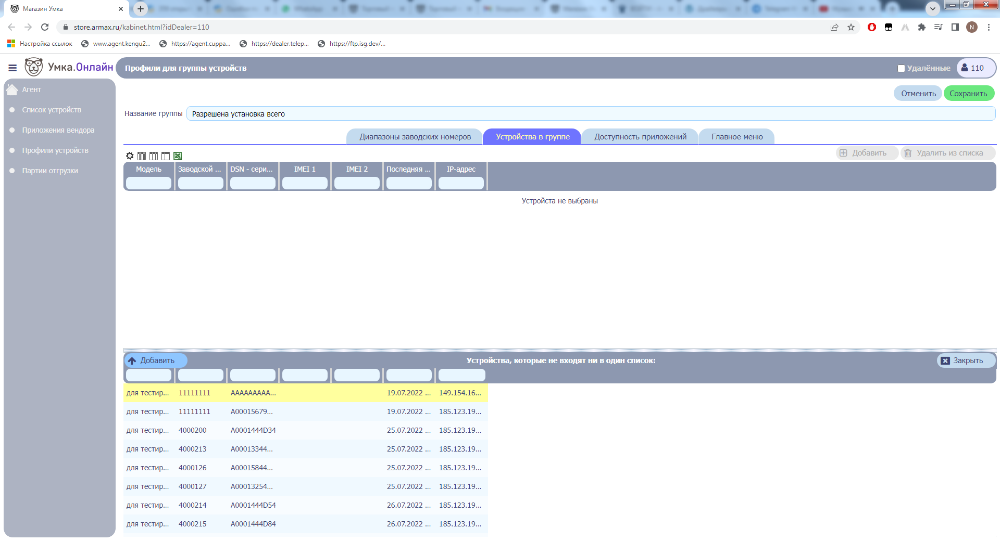 Магазин Умка
store.armax.ru/kabinet.html?idDealer=110
N
Настройка ссылок
www.agent.kengu2...
https://agent.cuppa...
https://dealer.telep...
https://ftp.isg.dev/...
Умка.Онлайн
Профили для группы устройств
Удалённые
110
Агент
Список устройств
Приложения вендора
Профили устройств
Партии отгрузки
Отменить
Сохранить
Название группы
Разрешена установка всего
Диапазоны заводских номеров
Устройства в группе
Доступность приложений
Главное меню
Добавить
Удалить из списка
Модель
Заводской ...
DSN - сери...
IMEI 1
IMEI 2
Последняя ...
IP-адрес
Устройста не выбраны
Добавить
Устройства, которые не входят ни в один список:
Закрыть
для тестир... 11111111 AAAAAAAAA... 19.07.2022 ... 149.154.16...
для тестир... 11111111 A00015679... 19.07.2022 ... 185.123.19...
для тестир... 4000200 A0001444D34 25.07.2022 ... 185.123.19...
для тестир... 4000213 A00013344... 25.07.2022 ... 185.123.19...
для тестир... 4000126 A00015844... 25.07.2022 ... 185.123.19...
для тестир... 4000127 A00013254... 25.07.2022 ... 185.123.19...
для тестир... 4000214 A0001444D54 26.07.2022 ... 185.123.19...
для тестир... 4000215 A0001444D84 26.07.2022 ... 185.123.19...